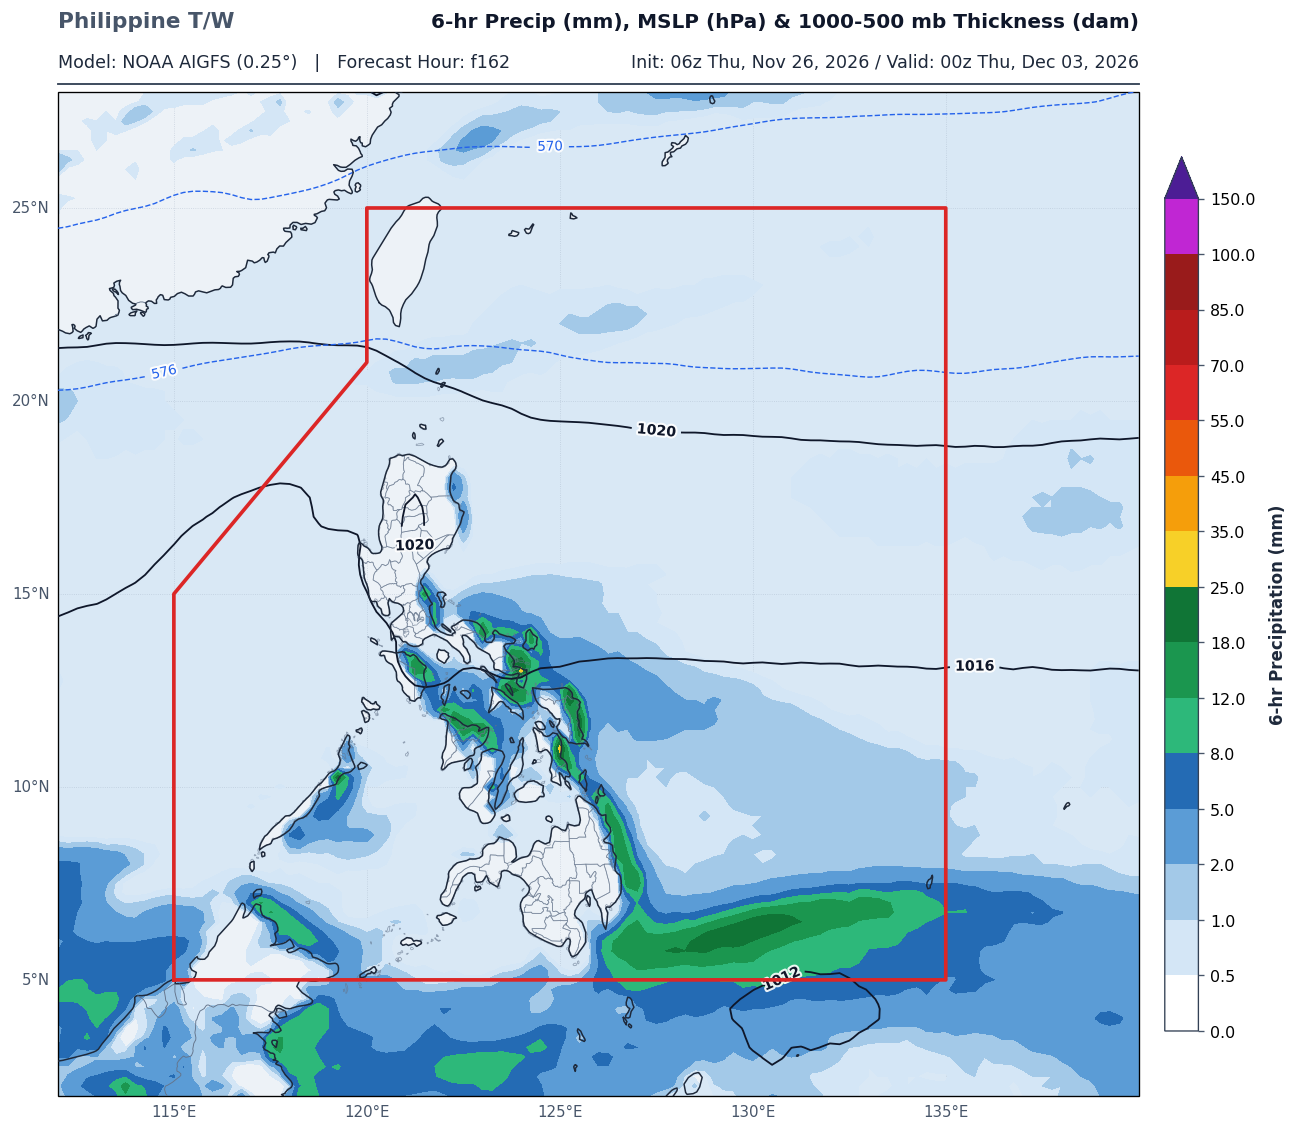 Philippine T/W
6-hr Precip (mm), MSLP (hPa) & 1000-500 mb Thickness (dam)
Model: NOAA AIGFS (0.25°) | Forecast Hour: f162
Init: 06z Thu, Nov 26, 2026 / Valid: 00z Thu, Dec 03, 2026
570
576
1020
1020
1016
1012
25°N
20°N
15°N
10°N
5°N
115°E
120°E
125°E
130°E
135°E
150.0
100.0
85.0
70.0
55.0
45.0
35.0
25.0
18.0
12.0
8.0
5.0
2.0
1.0
0.5
0.0
6-hr Precipitation (mm)